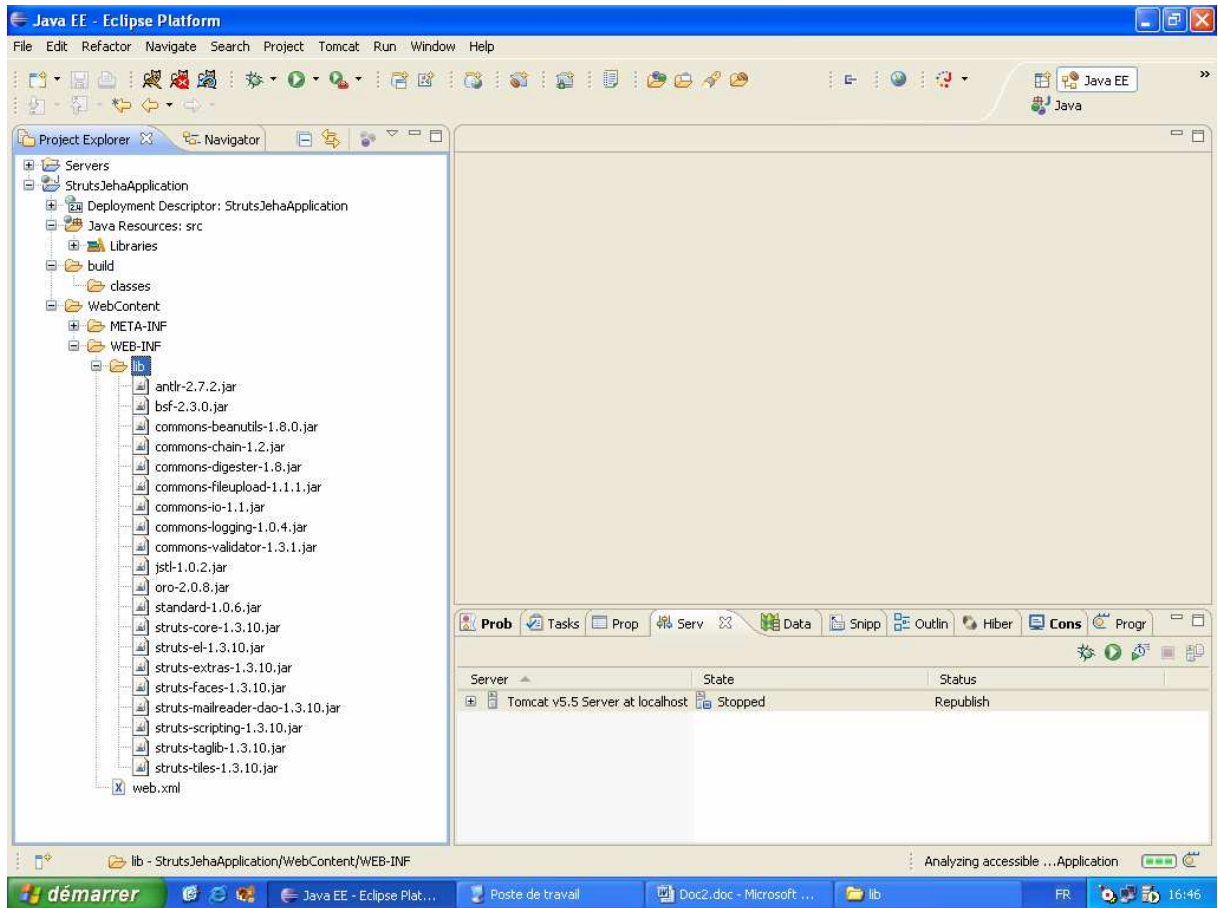 Java EE - Eclipse Platform
File Edit Refactor Navigate Search Project Tomcat Run Window Help
Java EE
»
Java
Project Explorer
Navigator
Servers
StrutsJehaApplication
Deployment Descriptor: StrutsJehaApplication
Java Resources: src
Libraries
build
classes
WebContent
META-INF
WEB-INF
lib
antlr-2.7.2.jar
bsf-2.3.0.jar
commons-beanutils-1.8.0.jar
commons-chain-1.2.jar
commons-digester-1.8.jar
commons-fileupload-1.1.1.jar
commons-io-1.1.jar
commons-logging-1.0.4.jar
commons-validator-1.3.1.jar
jstl-1.0.2.jar
oro-2.0.8.jar
standard-1.0.6.jar
struts-core-1.3.10.jar
struts-el-1.3.10.jar
struts-extras-1.3.10.jar
struts-faces-1.3.10.jar
struts-mailreader-dao-1.3.10.jar
struts-scripting-1.3.10.jar
struts-taglib-1.3.10.jar
struts-tiles-1.3.10.jar
web.xml
Prob Tasks Prop Serv Data Snipp Outlin Hiber Cons Progr
Server State Status
Tomcat v5.5 Server at localhost Stopped Republish
lib - StrutsJehaApplication/WebContent/WEB-INF
Analyzing accessible ...Application
démarrer
Java EE - Eclipse Plat...
Poste de travail
Doc2.doc - Microsoft ...
lib
FR
16:46